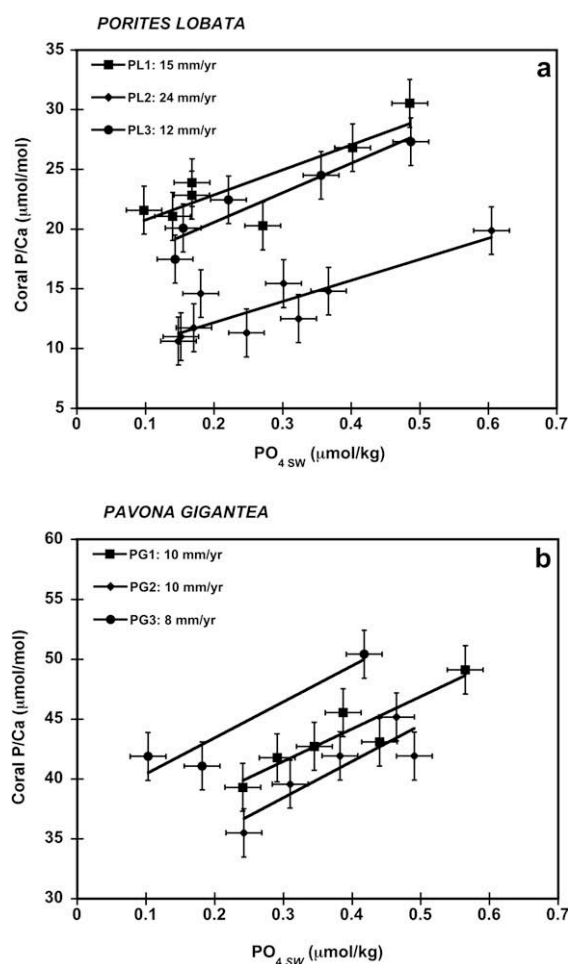 PORITES LOBATA
a
PL1: 15 mm/yr
PL2: 24 mm/yr
PL3: 12 mm/yr
35
30
25
20
15
10
5
Coral P/Ca (μmol/mol)
0 0.1 0.2 0.3 0.4 0.5 0.6 0.7
PO4 SW (μmol/kg)
PAVONA GIGANTEA
b
PG1: 10 mm/yr
PG2: 10 mm/yr
PG3: 8 mm/yr
60
50
40
30
Coral P/Ca (μmol/mol)
0 0.1 0.2 0.3 0.4 0.5 0.6 0.7
PO4 SW (μmol/kg)